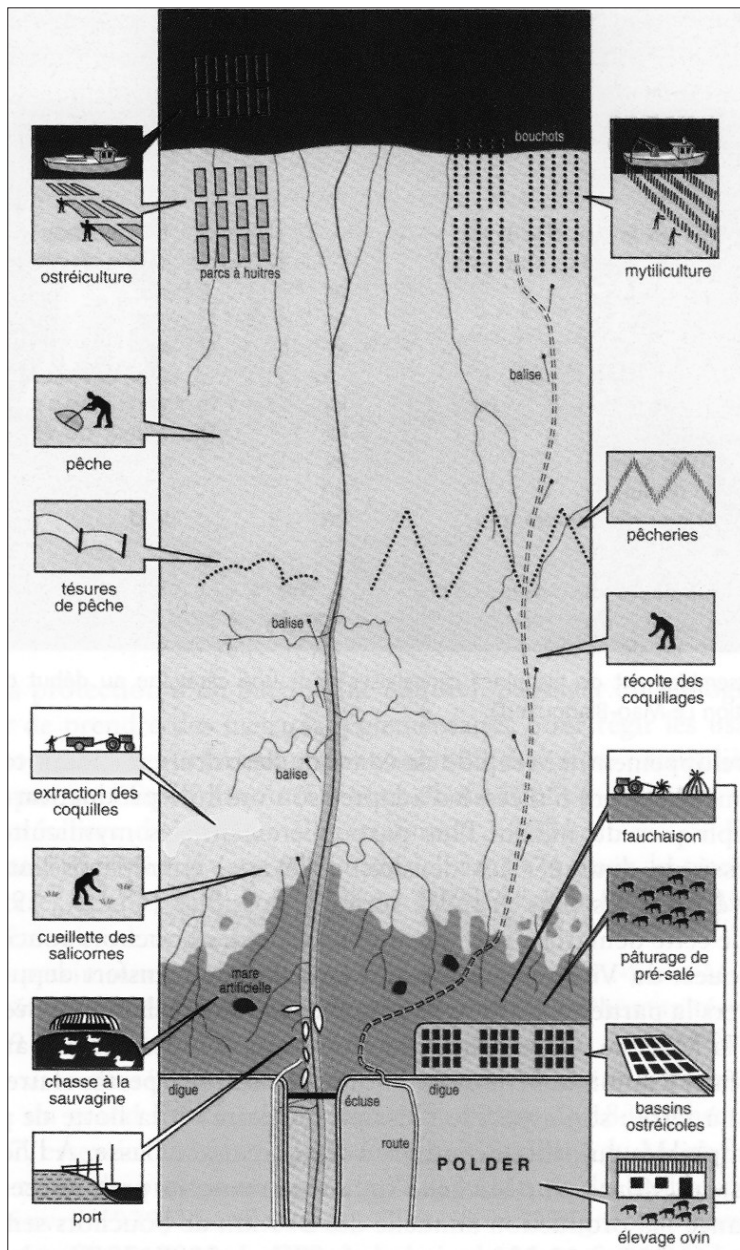 bouchots
ostréiculture
parcs à huîtres
mytiliculture
balise
pêche
pêcheries
tésures
de pêche
balise
récolte des
coquillages
extraction des
coquilles
balise
fauchaison
cueillette des
salicornes
pâturage de
pré-salé
mare
artificielle
chasse à la
sauvagine
digue
écluse
digue
bassins
ostréicoles
route
POLDER
port
élevage ovin